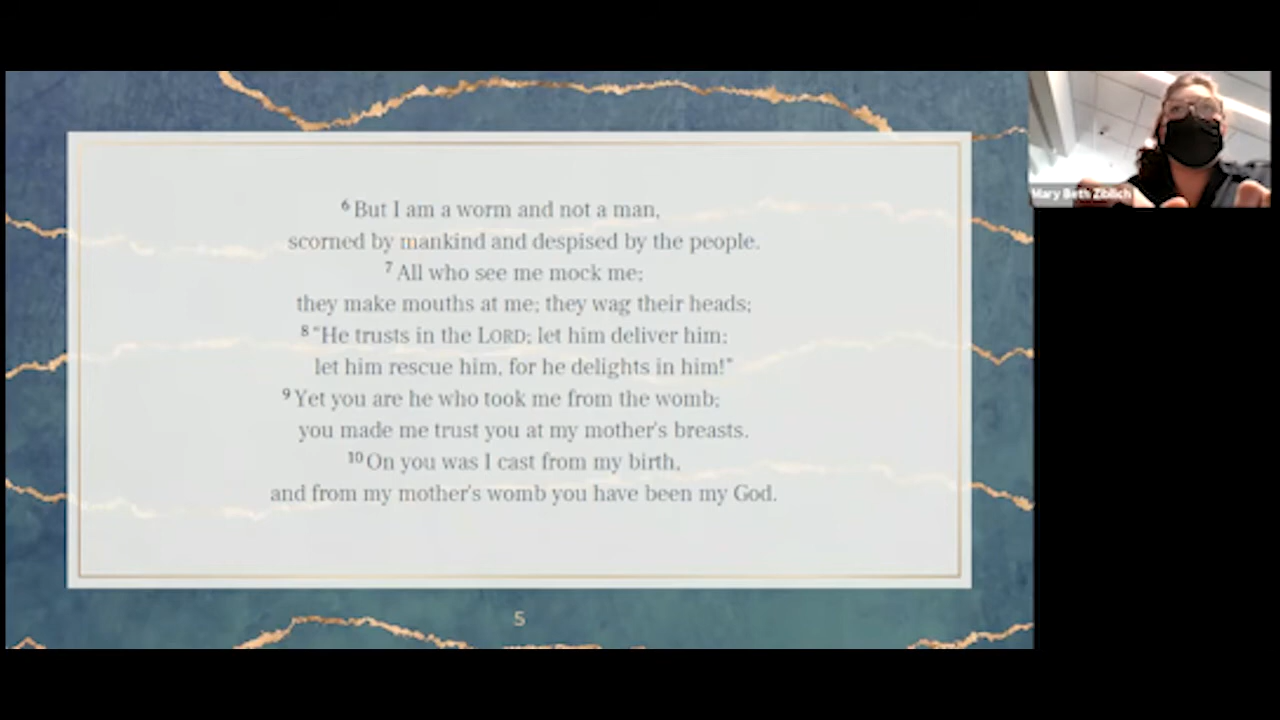 6 But I am a worm and not a man,
scorned by mankind and despised by the people.
7 All who see me mock me;
they make mouths at me; they wag their heads;
8 "He trusts in the LORD; let him deliver him;
let him rescue him, for he delights in him!"
9 Yet you are he who took me from the womb;
you made me trust you at my mother's breasts.
10 On you was I cast from my birth,
and from my mother's womb you have been my God.
5
Mary Beth Zibilich